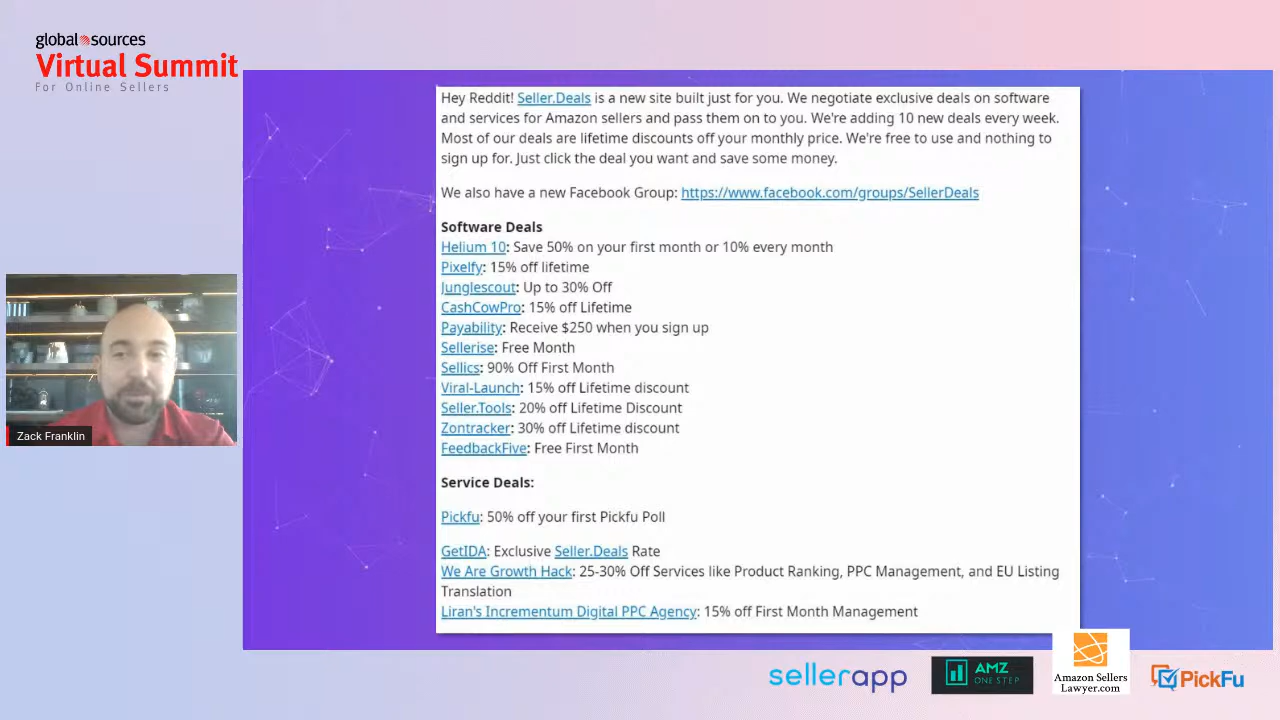 global sources
Virtual Summit
For Online Sellers
Hey Reddit! Seller.Deals is a new site built just for you. We negotiate exclusive deals on software
and services for Amazon sellers and pass them on to you. We're adding 10 new deals every week.
Most of our deals are lifetime discounts off your monthly price. We're free to use and nothing to
sign up for. Just click the deal you want and save some money.
We also have a new Facebook Group: https://www.facebook.com/groups/SellerDeals
Software Deals
Helium 10: Save 50% on your first month or 10% every month
Pixelfy: 15% off lifetime
Junglescout: Up to 30% Off
CashCowPro: 15% off Lifetime
Payability: Receive $250 when you sign up
Sellerise: Free Month
Sellics: 90% Off First Month
Viral-Launch: 15% off Lifetime discount
Seller.Tools: 20% off Lifetime Discount
Zontracker: 30% off Lifetime discount
FeedbackFive: Free First Month
Service Deals:
Pickfu: 50% off your first Pickfu Poll
GetIDA: Exclusive Seller.Deals Rate
We Are Growth Hack: 25-30% Off Services like Product Ranking, PPC Management, and EU Listing
Translation
Liran's Incrementum Digital PPC Agency: 15% off First Month Management
Zack Franklin
sellerapp
AMZ
ONE STEP
Amazon Sellers
Lawyer.com
PickFu